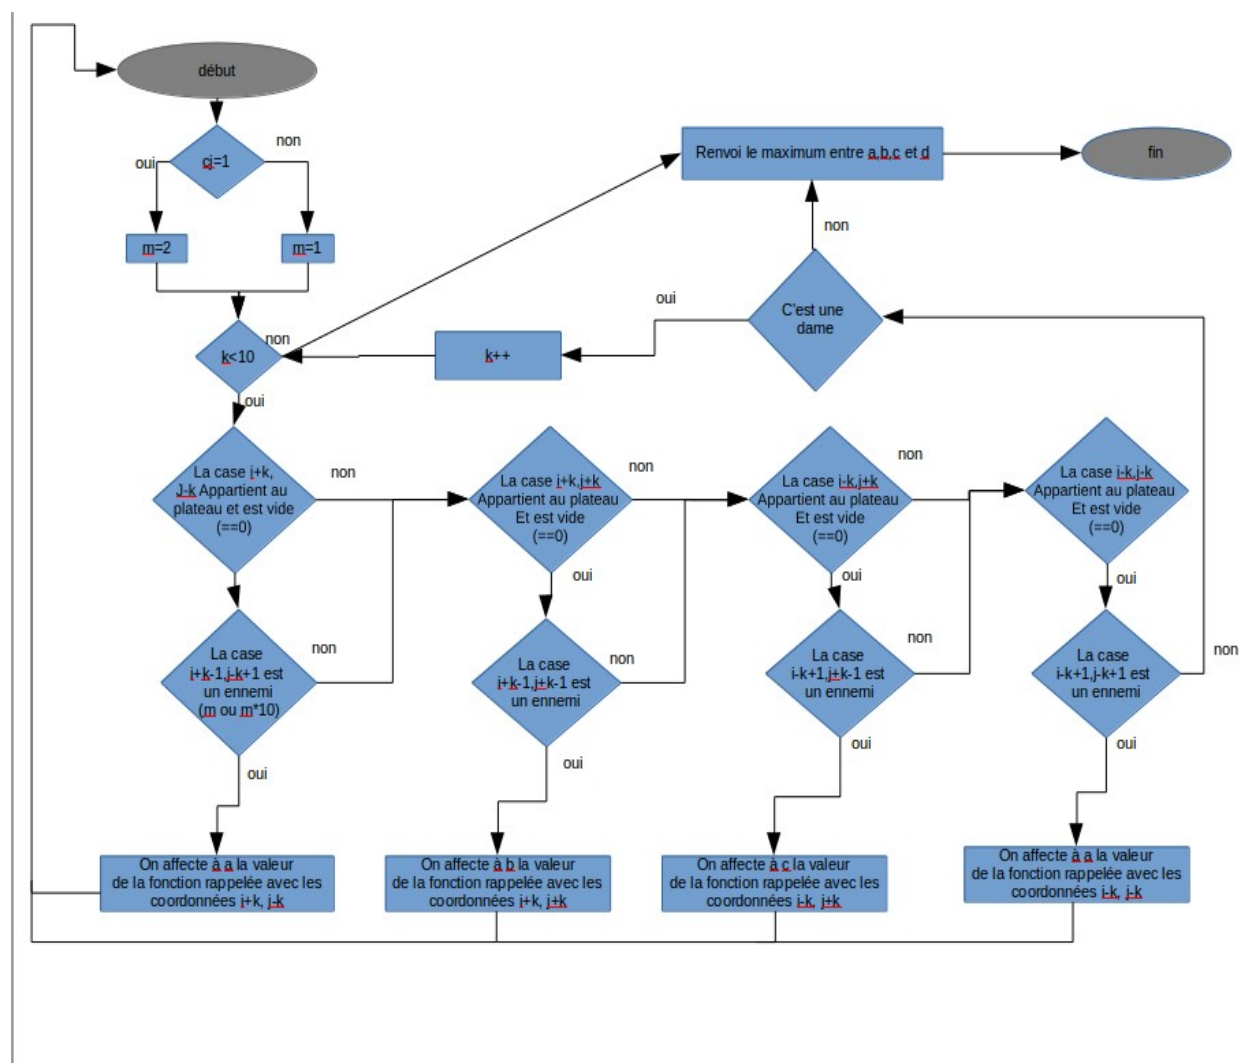 début
cj=1
oui
non
m=2
m=1
Renvoi le maximum entre a,b,c et d
fin
non
C'est une
dame
oui
k++
non
k<10
oui
La case i+k,
J-k Appartient au
plateau et est vide
(==0)
non
La case i+k,j+k
Appartient au plateau
Et est vide
(==0)
non
La case i-k,j+k
Appartient au plateau
Et est vide
(==0)
non
La case i-k,j-k
Appartient au plateau
Et est vide
(==0)
oui
oui
oui
La case
i+k-1,j-k+1 est
un ennemi
(m ou m*10)
non
La case
i+k-1,j+k-1 est
un ennemi
non
La case
i-k+1,j+k-1 est
un ennemi
non
La case
i-k+1,j-k+1 est
un ennemi
non
oui
oui
oui
oui
On affecte à a la valeur
de la fonction rappelée avec les
coordonnées i+k, j-k
On affecte à b la valeur
de la fonction rappelée avec les
coordonnées i+k, j+k
On affecte à c la valeur
de la fonction rappelée avec les
coordonnées i-k, j+k
On affecte à a la valeur
de la fonction rappelée avec les
coordonnées i-k, j-k